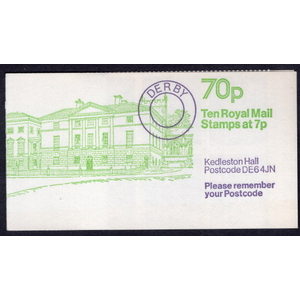 DERBY
70p
Ten Royal Mail
Stamps at 7p
Kedleston Hall
Postcode DE6 4JN
Please remember
your Postcode